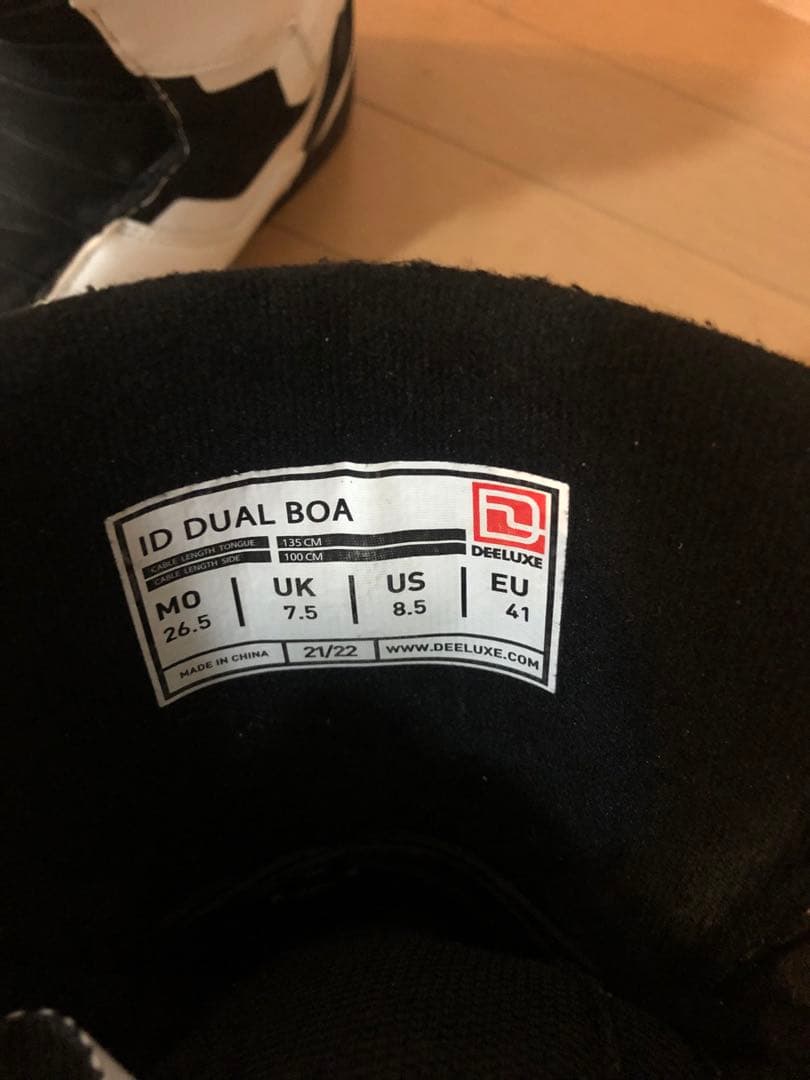 ID DUAL BOA
DEELUXE
CABLE LENGTH TONGUE 135 CM
CABLE LENGTH SIDE 100 CM
MO UK US EU
26.5 7.5 8.5 41
MADE IN CHINA 21/22 WWW.DEELUXE.COM